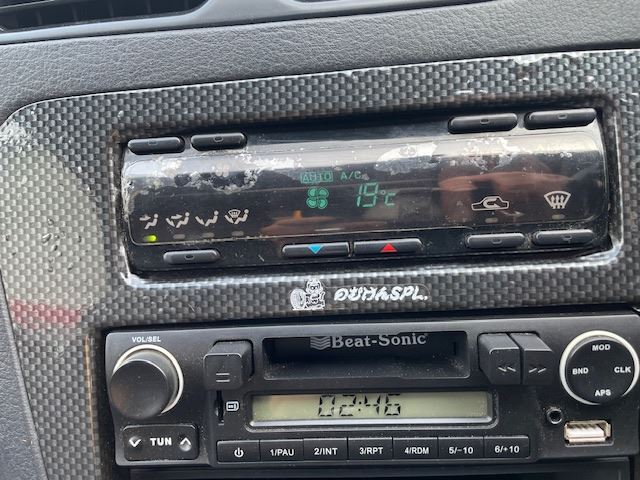 AUTO A/C
19°C
Beat-Sonic
VOL/SEL
MOD
BND
CLK
APS
02:46
TUN
1/PAU
2/INT
3/RPT
4/RDM
5/-10
6/+10